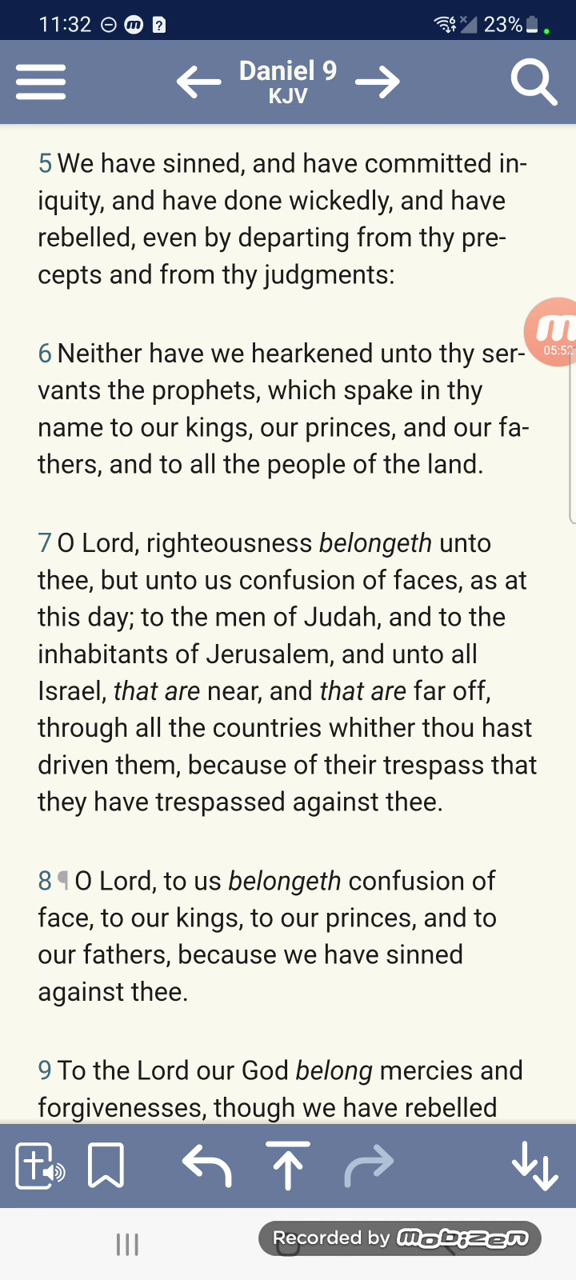 11:32 23%
Daniel 9
KJV
5 We have sinned, and have committed in-
iquity, and have done wickedly, and have
rebelled, even by departing from thy pre-
cepts and from thy judgments:
6 Neither have we hearkened unto thy ser-
vants the prophets, which spake in thy
name to our kings, our princes, and our fa-
thers, and to all the people of the land.
05:52
7 O Lord, righteousness belongeth unto
thee, but unto us confusion of faces, as at
this day; to the men of Judah, and to the
inhabitants of Jerusalem, and unto all
Israel, that are near, and that are far off,
through all the countries whither thou hast
driven them, because of their trespass that
they have trespassed against thee.
8 ¶ O Lord, to us belongeth confusion of
face, to our kings, to our princes, and to
our fathers, because we have sinned
against thee.
9 To the Lord our God belong mercies and
forgivenesses, though we have rebelled
Recorded by mobizen